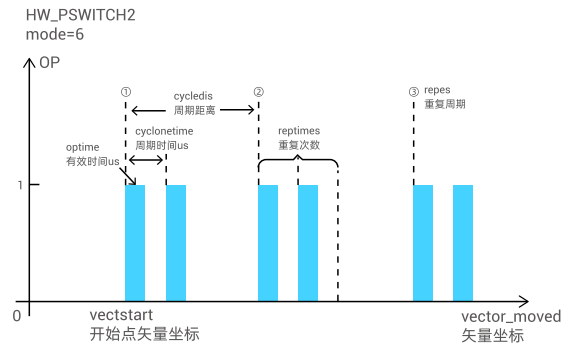 HW_PSWITCH2
mode=6
OP
①
cycledis
周期距离
②
③
repes
重复周期
cyclonetime
周期时间us
reptimes
重复次数
optime
有效时间us
1
0
vectstart
开始点矢量坐标
vector_moved
矢量坐标